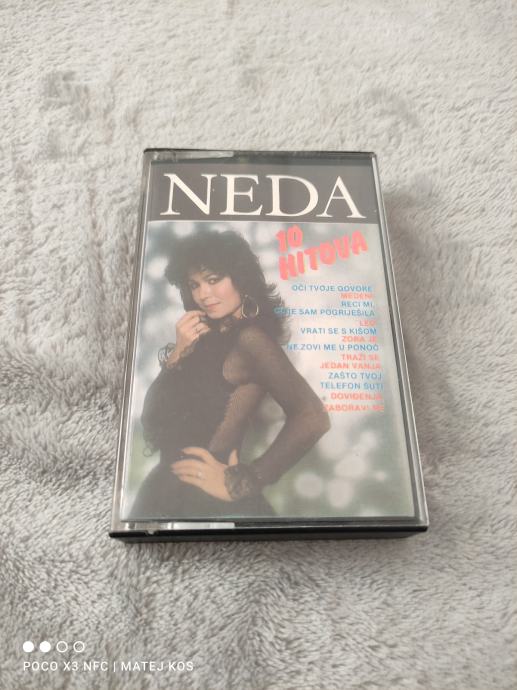 NEDA
10
HITOVA
OČI TVOJE GOVORE
MEDENI
RECI MI,
GDJE SAM POGRIJEŠILA
LEO
VRATI SE S KIŠOM
ZORA JE
NE ZOVI ME U PONOĆ
TRAŽI SE
JEDAN VANJA
ZAŠTO TVOJ
TELEFON ŠUTI
DOVIĐENJA
ZABORAVI ME
POCO X3 NFC | MATEJ KOS